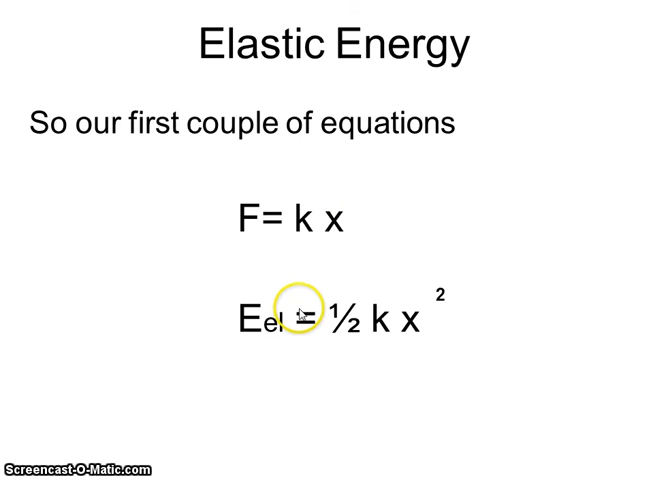 Elastic Energy
So our first couple of equations
F= k x
Eel = ½ k x ²
Screencast-O-Matic.com